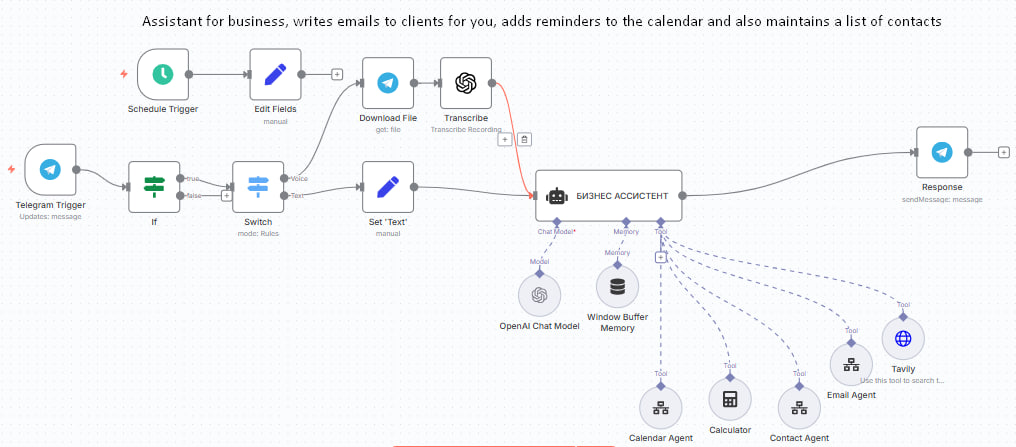 Assistant for business, writes emails to clients for you, adds reminders to the calendar and also maintains a list of contacts
Schedule Trigger
Edit Fields
manual
Download File
get: file
Transcribe
Transcribe Recording
Telegram Trigger
Updates: message
If
true
false
Switch
mode: Rules
Voice
Text
Set 'Text'
manual
БИЗНЕС АССИСТЕНТ
Chat Model*
Memory
Tool
Response
sendMessage: message
Model
OpenAI Chat Model
Memory
Window Buffer
Memory
Tool
Calendar Agent
Tool
Calculator
Tool
Contact Agent
Tool
Email Agent
Tool
Tavily
Use this tool to search t...